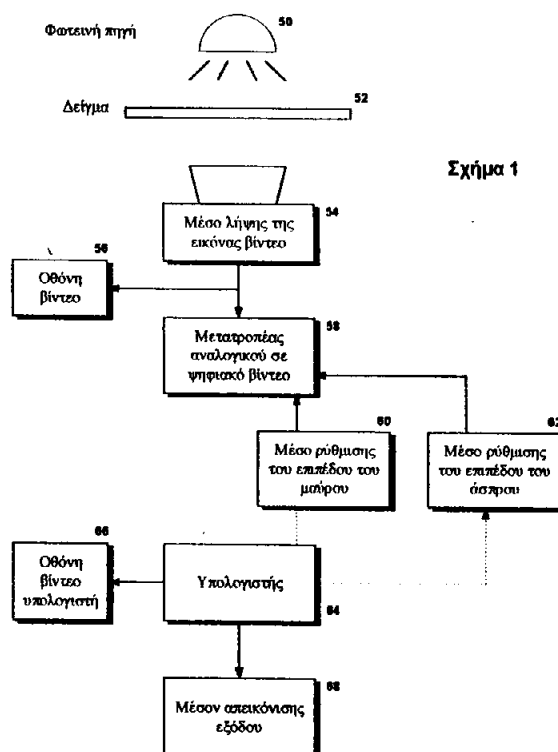 Φωτεινή πηγή
50
Δείγμα
52
Σχήμα 1
54
Μέσο λήψης της
εικόνας βίντεο
56
Οθόνη
βίντεο
58
Μετατροπέας
αναλογικού σε
ψηφιακό βίντεο
60
Μέσο ρύθμισης
του επιπέδου του
μαύρου
62
Μέσο ρύθμισης
του επιπέδου του
άσπρου
66
Οθόνη
βίντεο
υπολογιστή
Υπολογιστής
64
68
Μέσον απεικόνισης
εξόδου